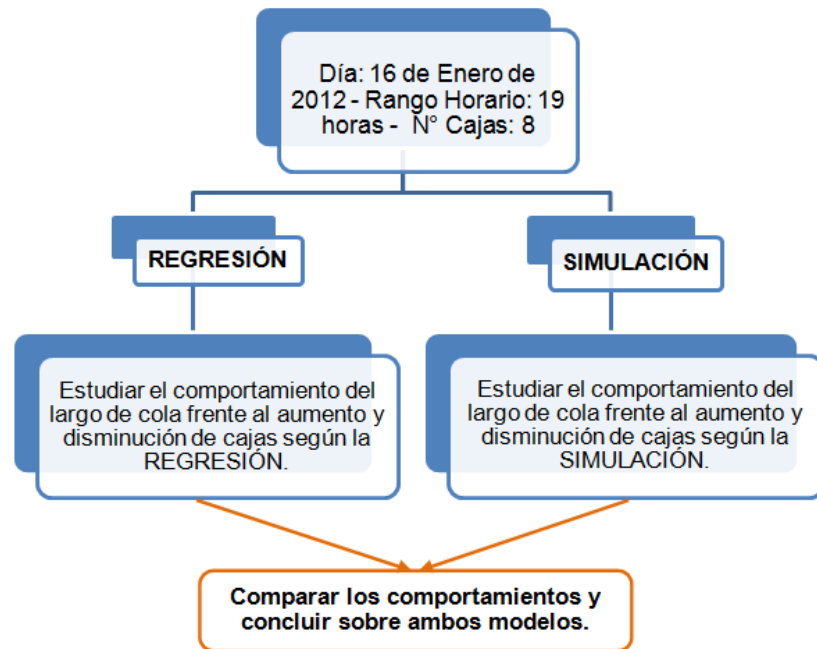 Día: 16 de Enero de
2012 - Rango Horario: 19
horas - N° Cajas: 8
REGRESIÓN
SIMULACIÓN
Estudiar el comportamiento del
largo de cola frente al aumento y
disminución de cajas según la
REGRESIÓN.
Estudiar el comportamiento del
largo de cola frente al aumento y
disminución de cajas según la
SIMULACIÓN.
Comparar los comportamientos y
concluir sobre ambos modelos.